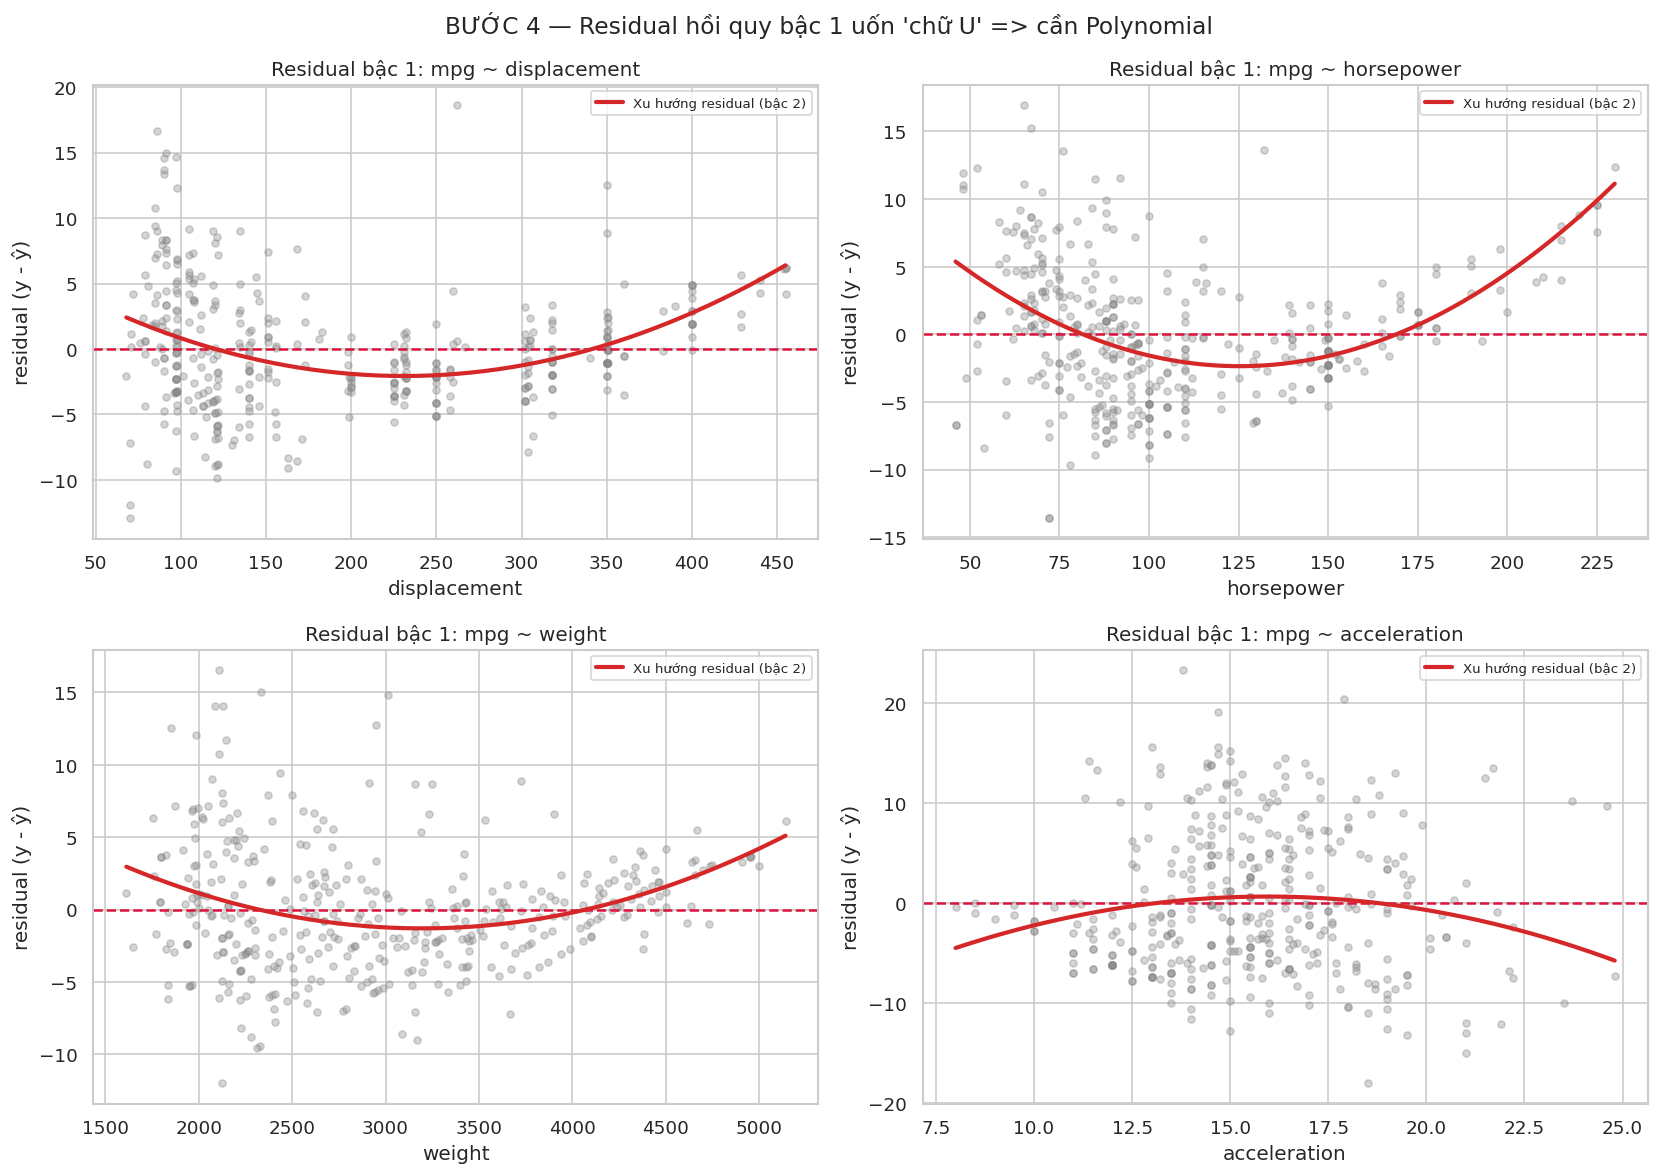 BƯỚC 4 — Residual hồi quy bậc 1 uốn 'chữ U' => cần Polynomial
Residual bậc 1: mpg ~ displacement
Xu hướng residual (bậc 2)
residual (y - ŷ)
20
15
10
5
0
−5
−10
50 100 150 200 250 300 350 400 450
displacement
Residual bậc 1: mpg ~ horsepower
Xu hướng residual (bậc 2)
residual (y - ŷ)
15
10
5
0
−5
−10
−15
50 75 100 125 150 175 200 225
horsepower
Residual bậc 1: mpg ~ weight
Xu hướng residual (bậc 2)
residual (y - ŷ)
15
10
5
0
−5
−10
1500 2000 2500 3000 3500 4000 4500 5000
weight
Residual bậc 1: mpg ~ acceleration
Xu hướng residual (bậc 2)
residual (y - ŷ)
20
10
0
−10
−20
7.5 10.0 12.5 15.0 17.5 20.0 22.5 25.0
acceleration